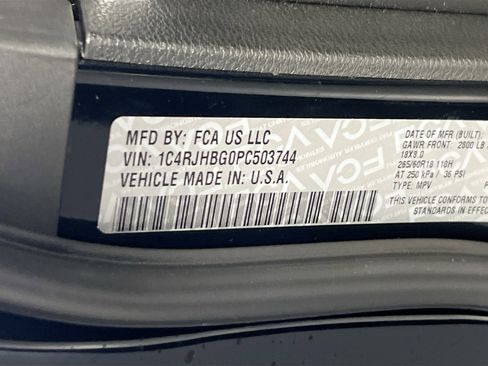 MFD BY: FCA US LLC
VIN: 1C4RJHBG0PC503744
VEHICLE MADE IN: U.S.A.
DATE OF MFR (BUILT):
GAWR FRONT: 2800 LB
18X8.0
265/60R18 110H
AT 250 kPa / 36 PSI
TYPE: MPV
THIS VEHICLE CONFORMS TO
STANDARDS IN EFFECT